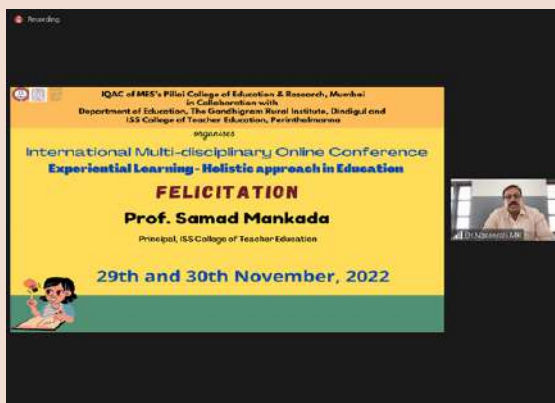 Recording
IQAC of MES's Pillai College of Education & Research, Mumbai
in Collaboration with
Department of Education, The Gandhigram Rural Institute, Dindigul and
ISS College of Teacher Education, Perinthalmanna
organises
International Multi-disciplinary Online Conference
Experiential Learning - Holistic approach in Education
FELICITATION
Prof. Samad Mankada
Principal, ISS College of Teacher Education
29th and 30th November, 2022